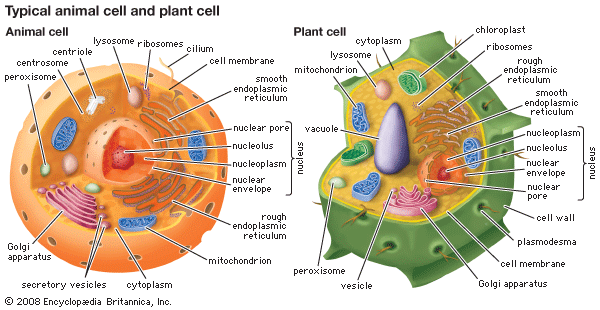 Typical animal cell and plant cell
Animal cell
lysosome
ribosomes
centriole
cilium
centrosome
cell membrane
peroxisome
smooth
endoplasmic
reticulum
nuclear pore
nucleolus
nucleoplasm
nuclear
envelope
nucleus
rough
endoplasmic
reticulum
Golgi
apparatus
mitochondrion
secretory vesicles
cytoplasm
Plant cell
chloroplast
cytoplasm
ribosomes
lysosome
mitochondrion
rough
endoplasmic
reticulum
smooth
endoplasmic
reticulum
vacuole
nucleoplasm
nucleolus
nuclear
envelope
nuclear
pore
nucleus
cell wall
plasmodesma
cell membrane
peroxisome
vesicle
Golgi apparatus
© 2008 Encyclopædia Britannica, Inc.